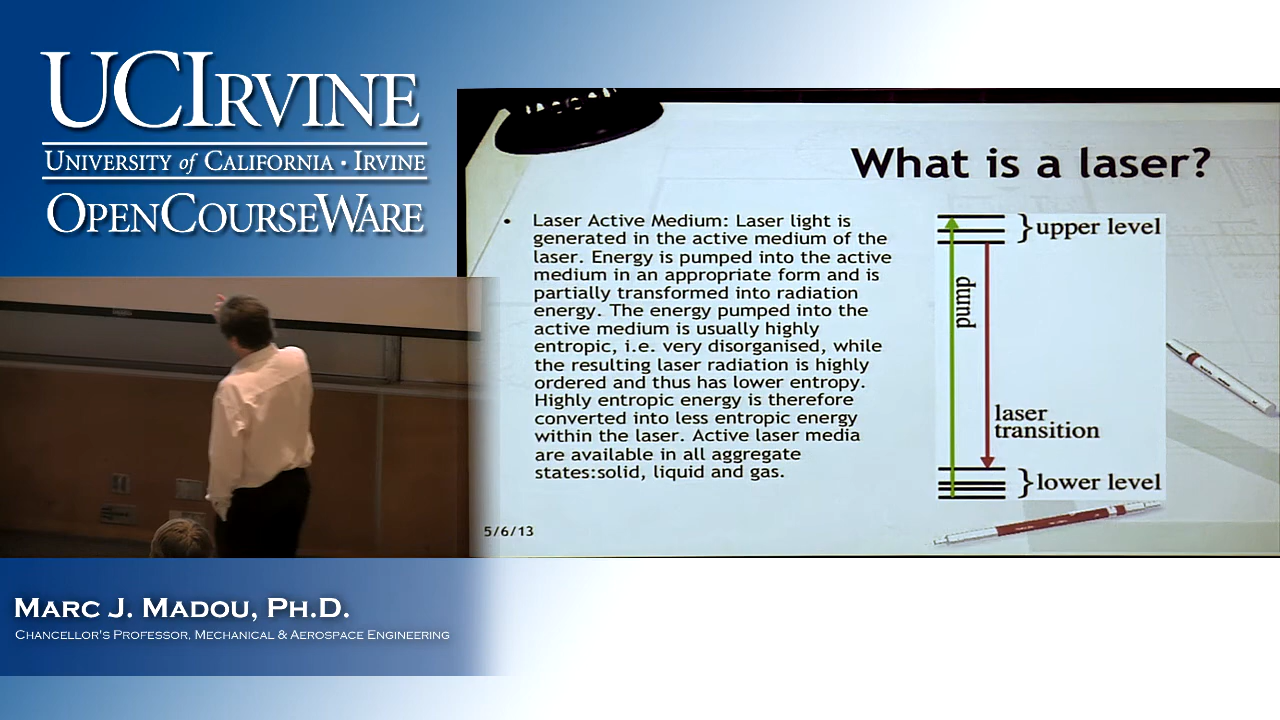 UCIRVINE
UNIVERSITY of CALIFORNIA · IRVINE
OPENCOURSEWARE
What is a laser?
• Laser Active Medium: Laser light is
generated in the active medium of the
laser. Energy is pumped into the active
medium in an appropriate form and is
partially transformed into radiation
energy. The energy pumped into the
active medium is usually highly
entropic, i.e. very disorganised, while
the resulting laser radiation is highly
ordered and thus has lower entropy.
Highly entropic energy is therefore
converted into less entropic energy
within the laser. Active laser media
are available in all aggregate
states:solid, liquid and gas.
upper level
pump
laser
transition
lower level
5/6/13
MARC J. MADOU, PH.D.
CHANCELLOR'S PROFESSOR, MECHANICAL & AEROSPACE ENGINEERING